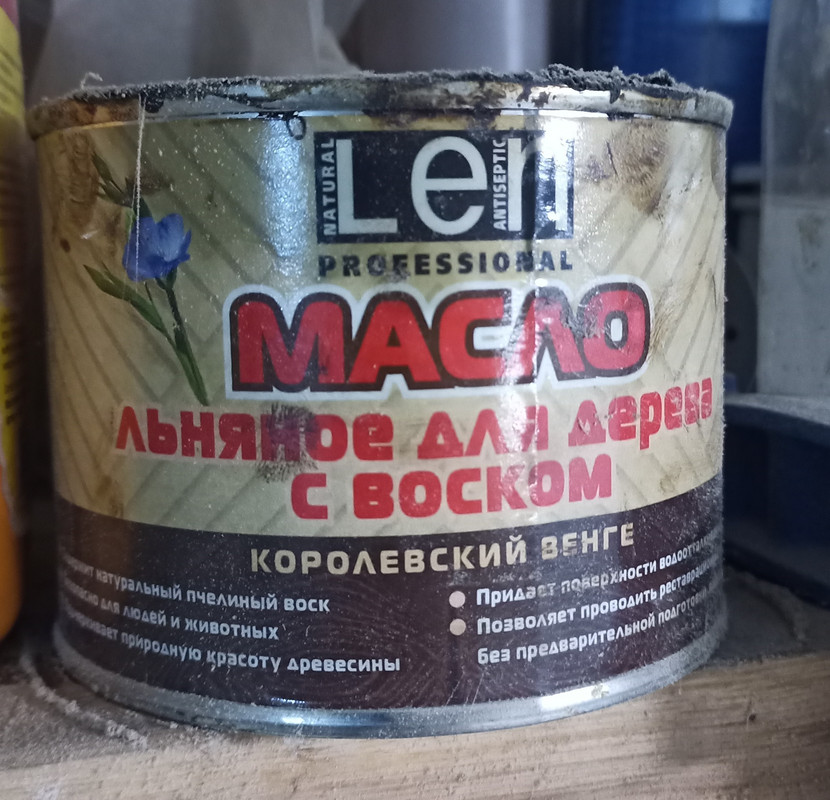 NATURAL
Len
ANTISEPTIC
PROFESSIONAL
МАСЛО
льняное для дерева
с воском
КОРОЛЕВСКИЙ ВЕНГЕ
натуральный пчелиный воск
для людей и животных
природную красоту древесины
Придает поверхности
Позволяет проводить
Без предварительной